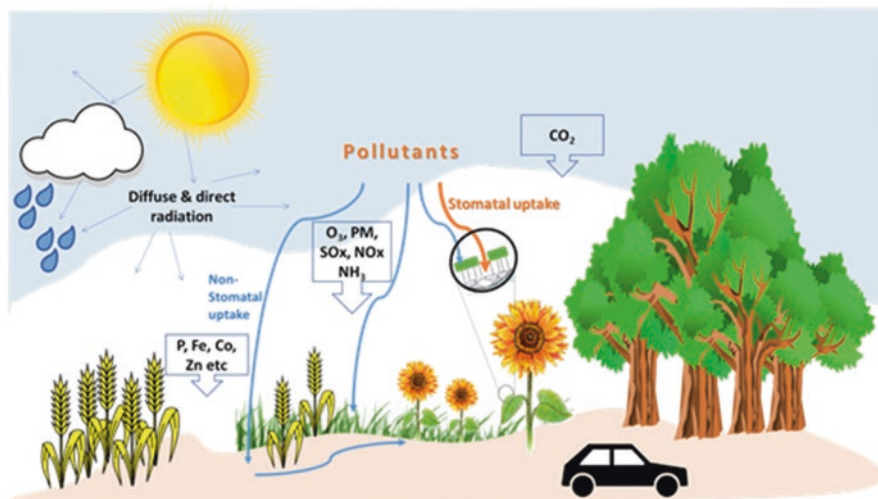 CO₂
Pollutants
Diffuse & direct
radiation
Stomatal uptake
O₃, PM,
SOx, NOx
NH₃
Non-
Stomatal
uptake
P, Fe, Co,
Zn etc